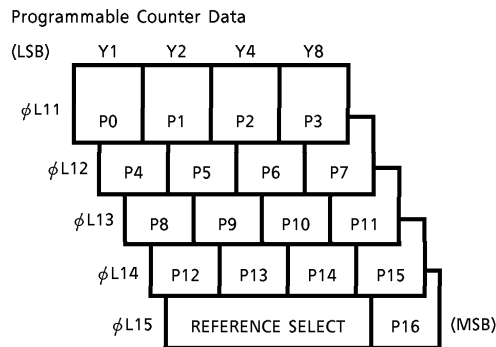 Programmable Counter Data
(LSB) Y1 Y2 Y4 Y8
ϕL11 P0 P1 P2 P3
ϕL12 P4 P5 P6 P7
ϕL13 P8 P9 P10 P11
ϕL14 P12 P13 P14 P15
ϕL15 REFERENCE SELECT P16 (MSB)